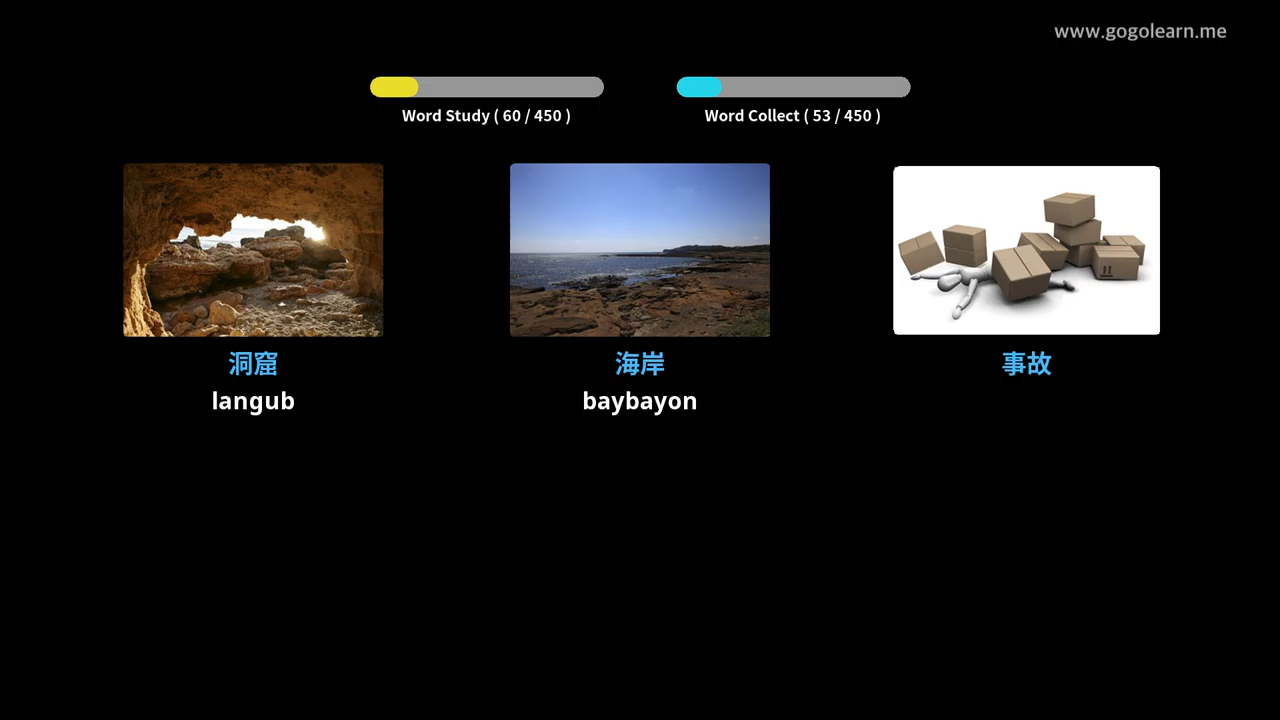 www.gogolearn.me
Word Study ( 60 / 450 )
Word Collect ( 53 / 450 )
洞窟
海岸
事故
langub
baybayon